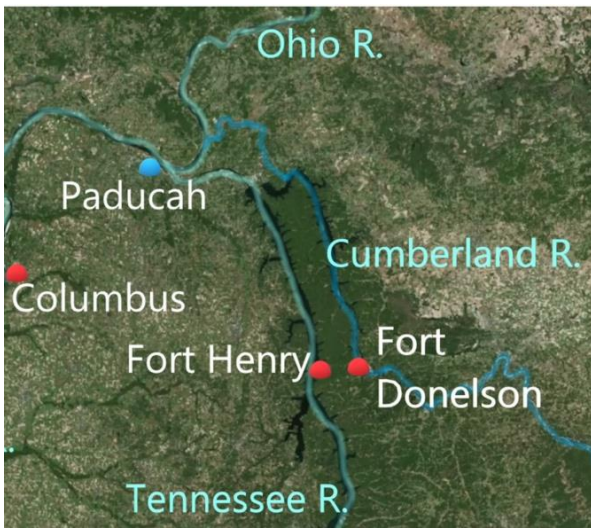 Ohio R.
Paducah
Cumberland R.
Columbus
Fort Henry
Fort
Donelson
Tennessee R.